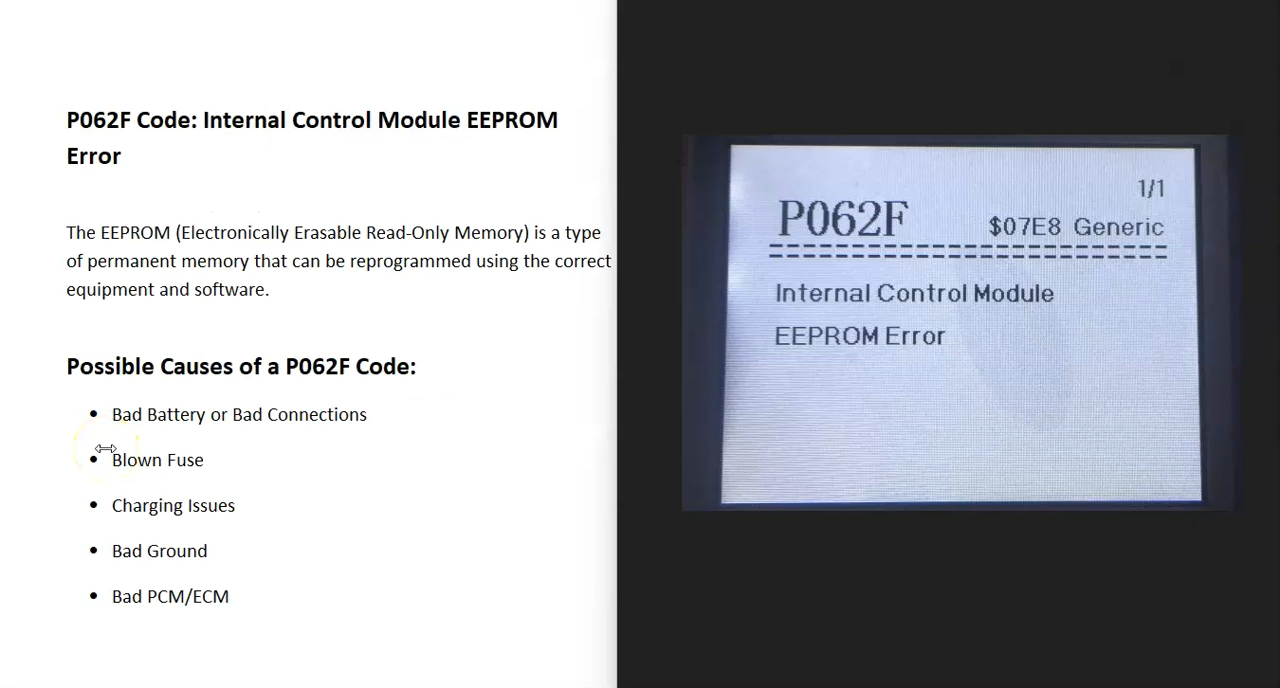 P062F Code: Internal Control Module EEPROM
Error
The EEPROM (Electronically Erasable Read-Only Memory) is a type
of permanent memory that can be reprogrammed using the correct
equipment and software.
Possible Causes of a P062F Code:
• Bad Battery or Bad Connections
• Blown Fuse
• Charging Issues
• Bad Ground
• Bad PCM/ECM
1/1
P062F $07E8 Generic
Internal Control Module
EEPROM Error